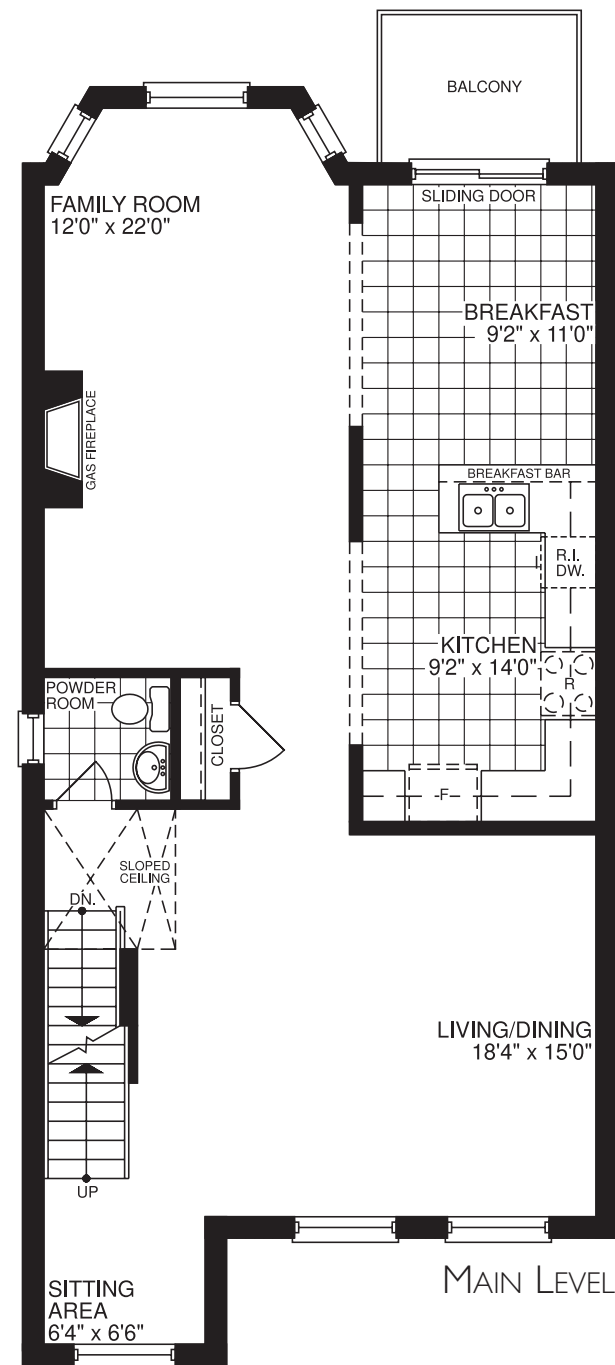 BALCONY
SLIDING DOOR
FAMILY ROOM
12'0" x 22'0"
BREAKFAST
9'2" x 11'0"
GAS FIREPLACE
BREAKFAST BAR
R.I.
DW.
KITCHEN
9'2" x 14'0"
R
POWDER
ROOM
CLOSET
-F-
SLOPED
CEILING
DN.
LIVING/DINING
18'4" x 15'0"
UP
MAIN LEVEL
SITTING
AREA
6'4" x 6'6"